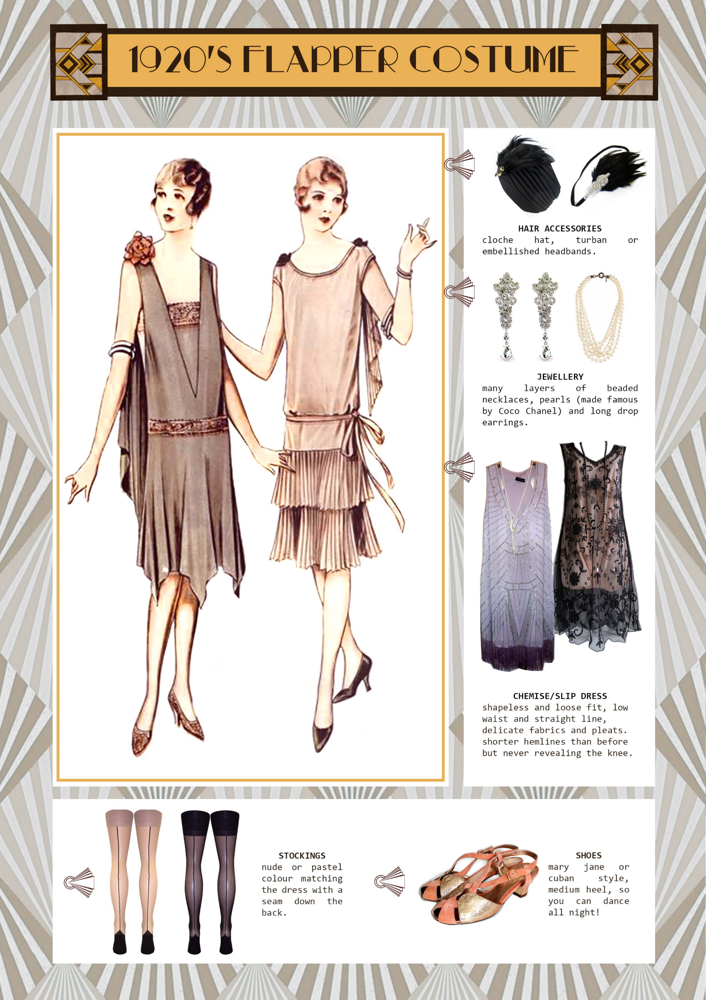 1920'S FLAPPER COSTUME
HAIR ACCESSORIES
cloche hat, turban or
embellished headbands.
JEWELLERY
many layers of beaded
necklaces, pearls (made famous
by Coco Chanel) and long drop
earrings.
CHEMISE/SLIP DRESS
shapeless and loose fit, low
waist and straight line,
delicate fabrics and pleats.
shorter hemlines than before
but never revealing the knee.
STOCKINGS
nude or pastel
colour matching
the dress with a
seam down the
back.
SHOES
mary jane or
cuban style,
medium heel, so
you can dance
all night!